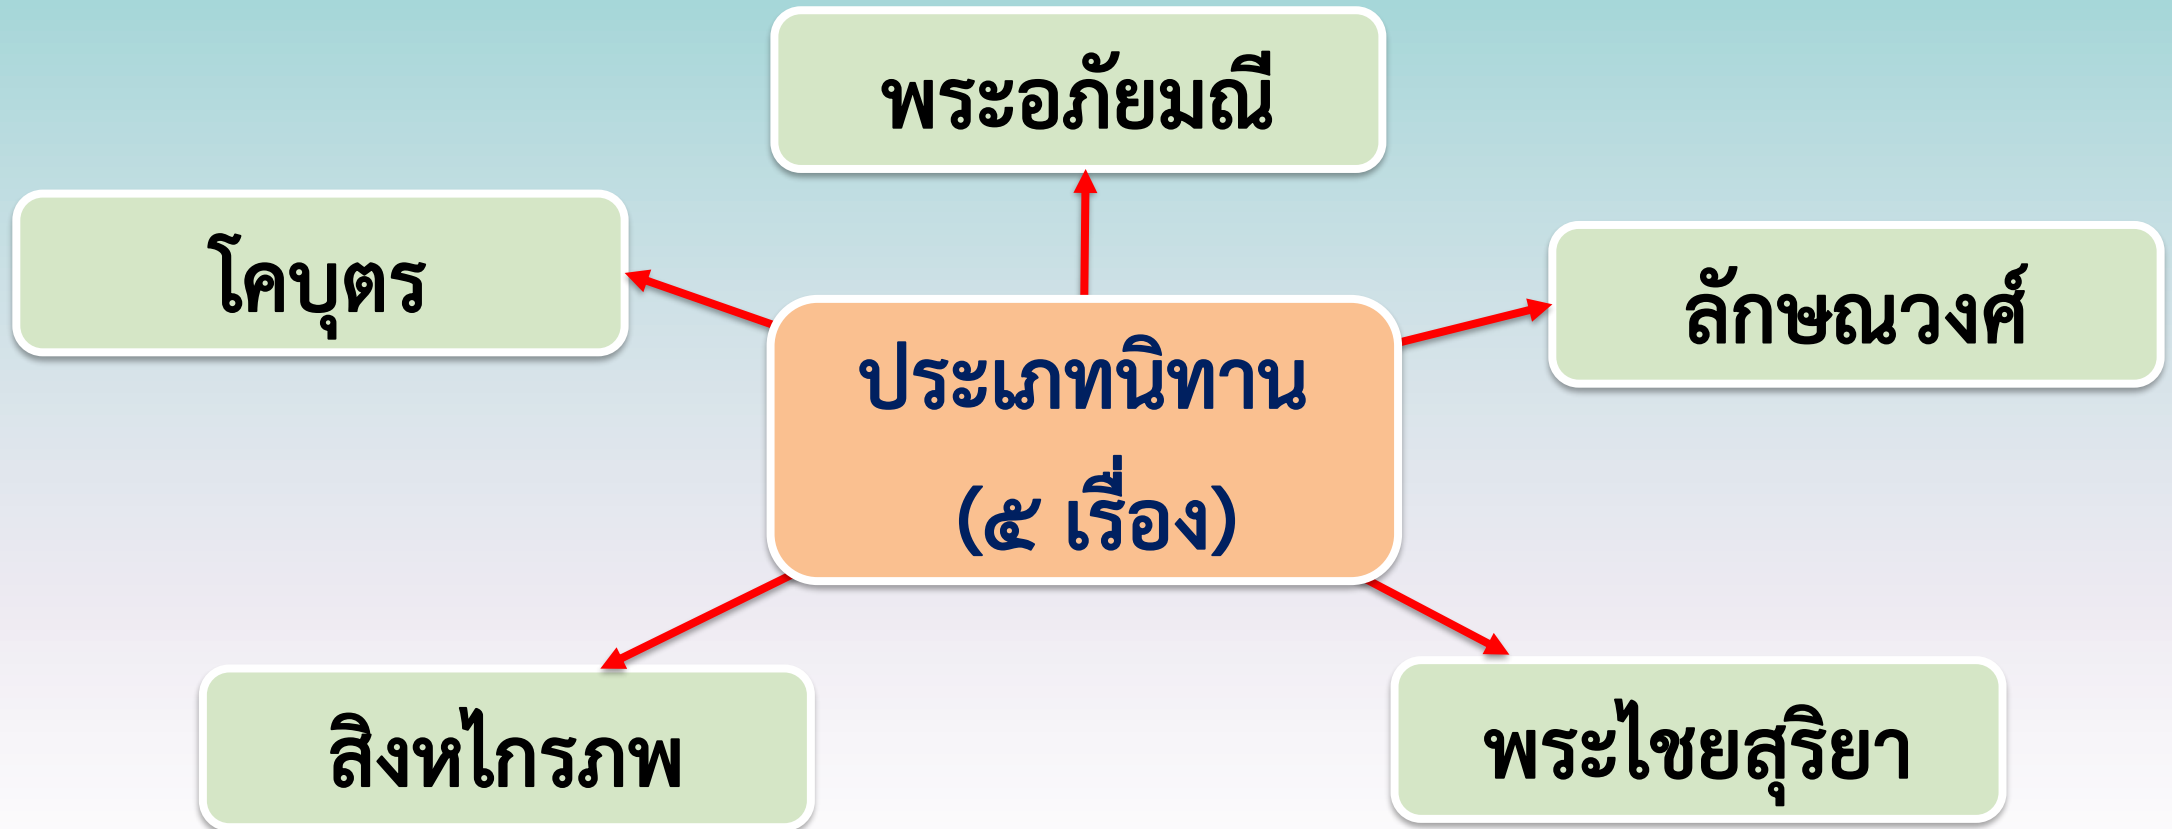 พระอภัยมณี
โคบุตร
ลักษณวงศ์
ประเภทนิทาน
(๕ เรื่อง)
สิงหไกรภพ
พระไชยสุริยา